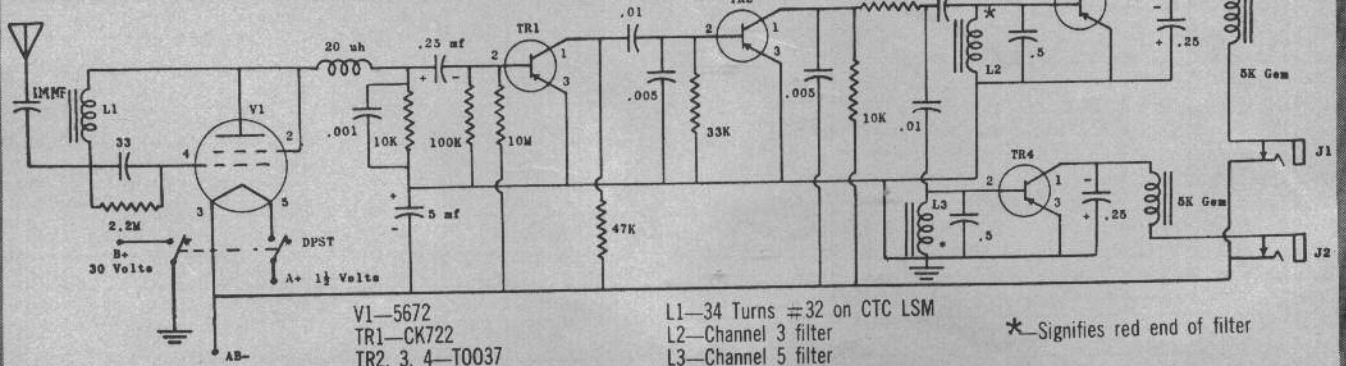 20 uh
.25 mf
+ -
2
TR1
1
3
.01
2
1
3
*
.5
L2
-
+ .25
5K Gem
1MMF
L1
V1
2
33
4
3
5
2.2M
.001
10K
100K
10M
.005
33K
.005
10K
.01
+
5 mf
-
47K
TR4
2
1
3
L3
*
.5
-
+ .25
5K Gem
J1
J2
DPST
B+
30 Volts
A+ 1½ Volts
AB-
V1—5672
TR1—CK722
TR2, 3, 4—TOO37
L1—34 Turns #32 on CTC LSM
L2—Channel 3 filter
L3—Channel 5 filter
*—Signifies red end of filter